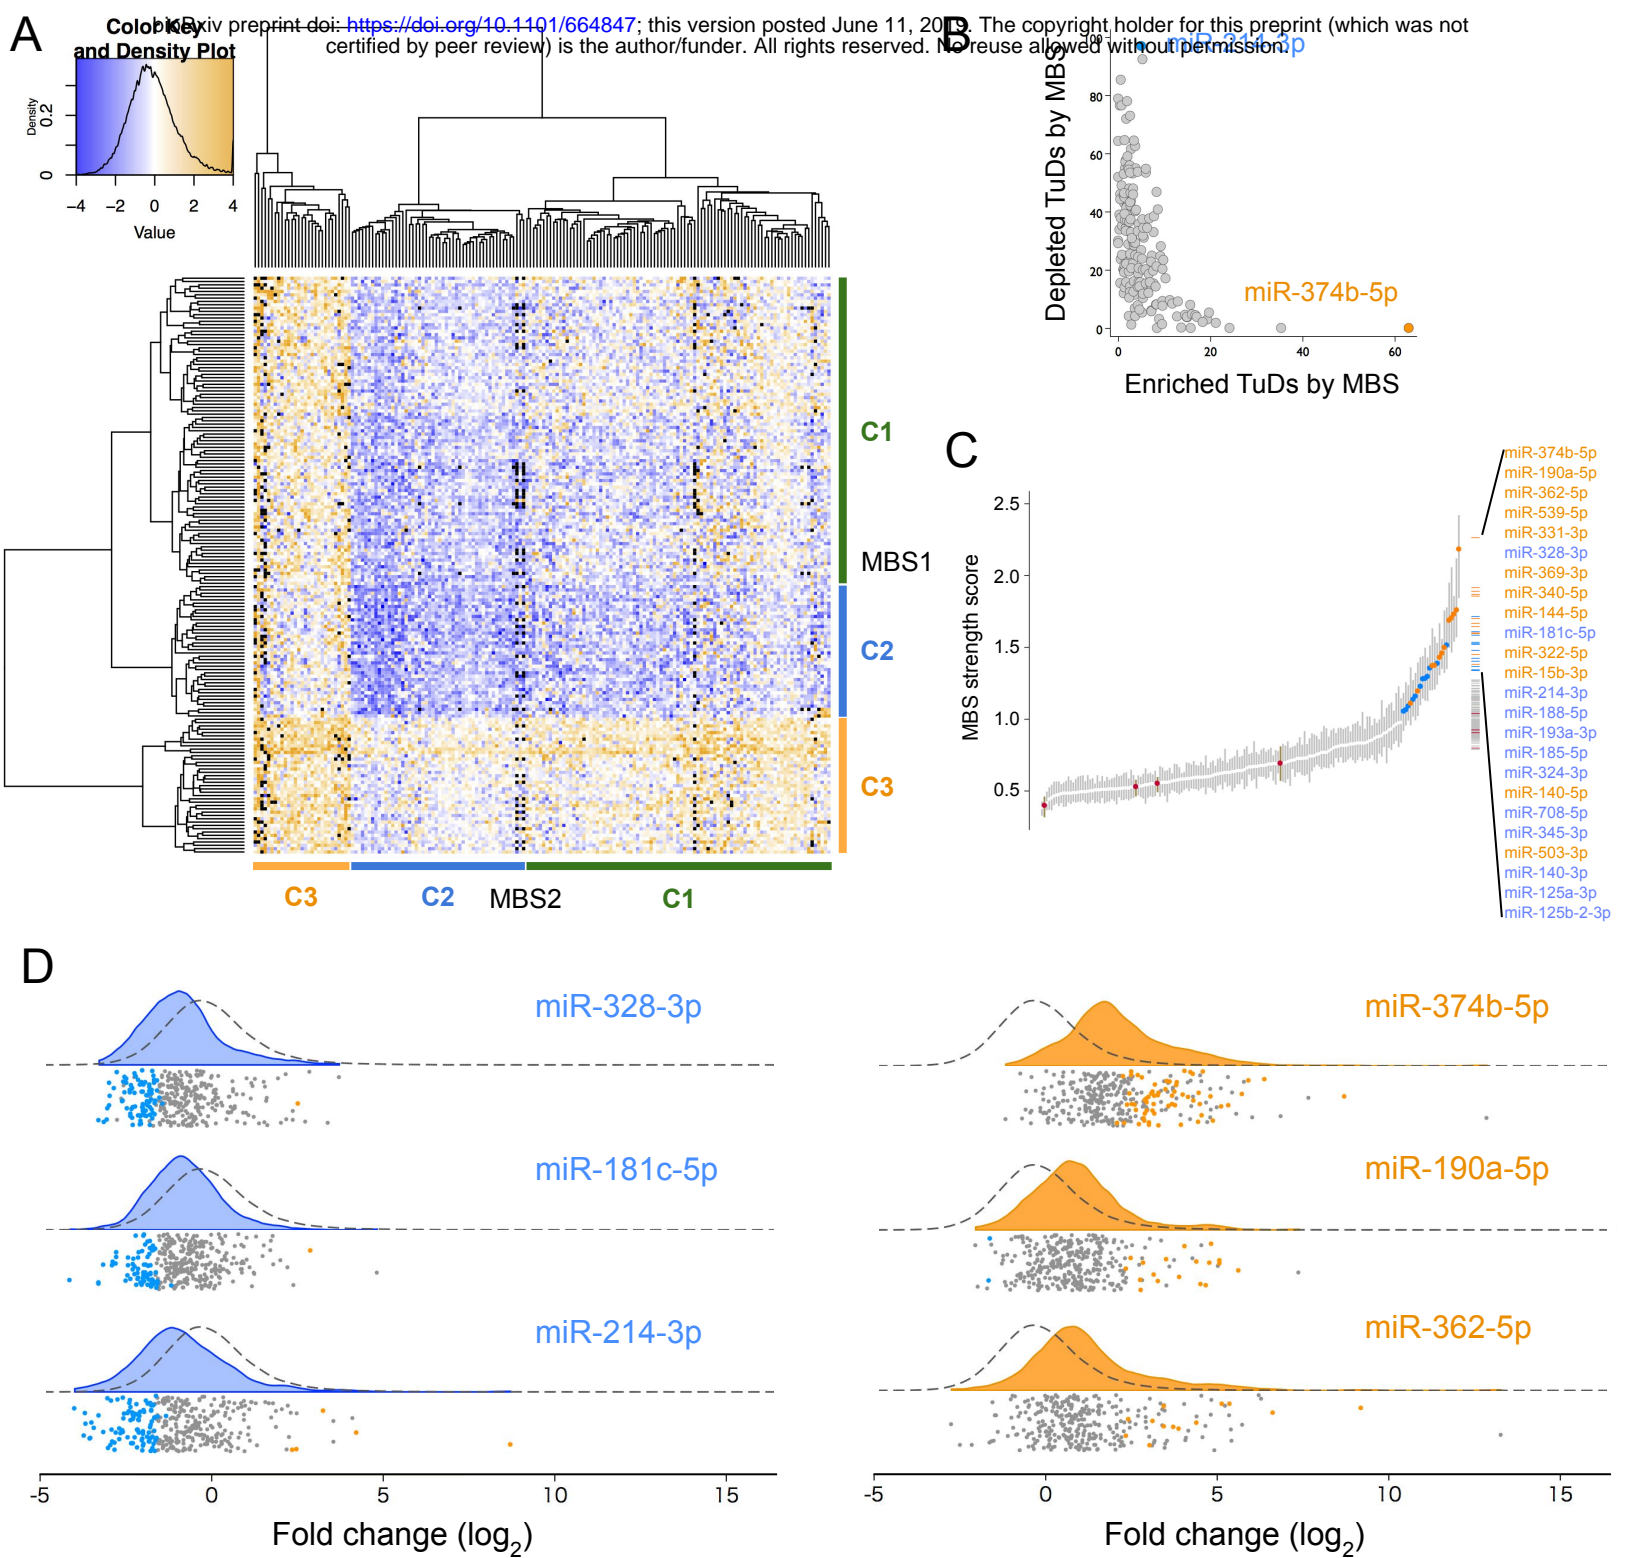 bioRxiv preprint doi: https://doi.org/10.1101/664847; this version posted June 11, 2019. The copyright holder for this preprint (which was not
certified by peer review) is the author/funder. All rights reserved. No reuse allowed without permission.
A
Color Key
and Density Plot
Density
0 0.2
-4 -2 0 2 4
Value
C1
MBS1
C2
C3
C3 C2 MBS2 C1
B
miR-214-3p
Depleted TuDs by MBS
100
80
60
40
20
0
miR-374b-5p
0 20 40 60
Enriched TuDs by MBS
C
MBS strength score
2.5
2.0
1.5
1.0
0.5
miR-374b-5p
miR-190a-5p
miR-362-5p
miR-539-5p
miR-331-3p
miR-328-3p
miR-369-3p
miR-340-5p
miR-144-5p
miR-181c-5p
miR-322-5p
miR-15b-3p
miR-214-3p
miR-188-5p
miR-193a-3p
miR-185-5p
miR-324-3p
miR-140-5p
miR-708-5p
miR-345-3p
miR-503-3p
miR-140-3p
miR-125a-3p
miR-125b-2-3p
D
miR-328-3p
miR-181c-5p
miR-214-3p
-5 0 5 10 15
Fold change (log2)
miR-374b-5p
miR-190a-5p
miR-362-5p
-5 0 5 10 15
Fold change (log2)